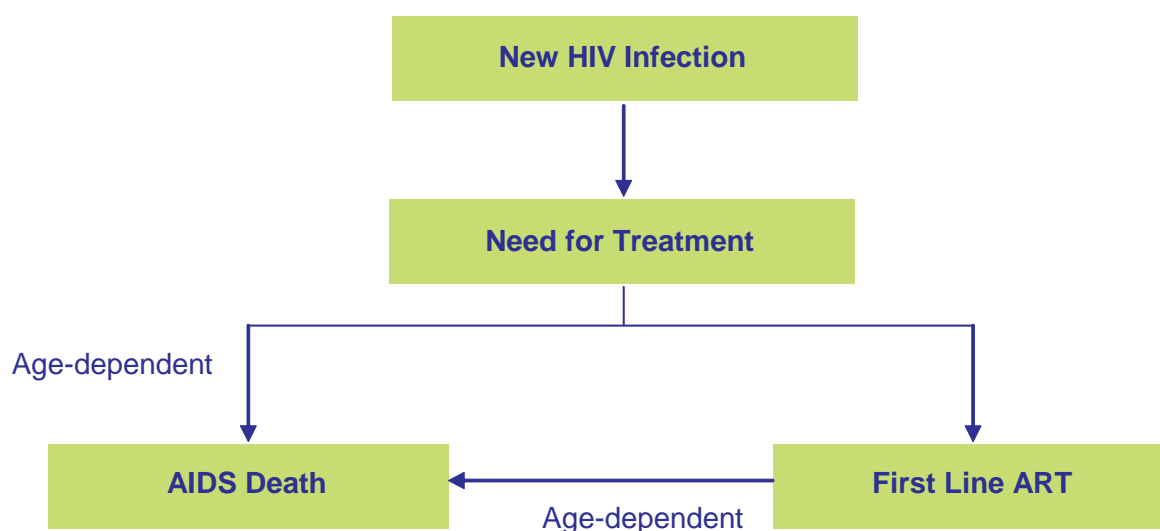 New HIV Infection
Need for Treatment
Age-dependent
AIDS Death
First Line ART
Age-dependent